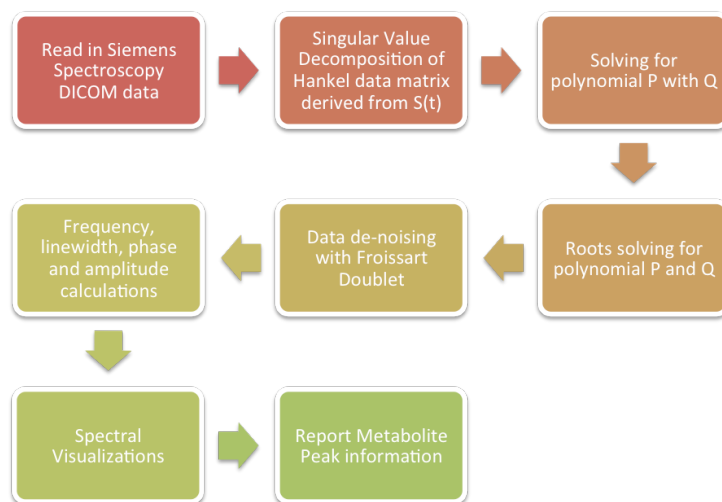 Read in Siemens
Spectroscopy
DICOM data
Singular Value
Decomposition of
Hankel data matrix
derived from S(t)
Solving for
polynomial P with Q
Roots solving for
polynomial P and Q
Data de-noising
with Froissart
Doublet
Frequency,
linewidth, phase
and amplitude
calculations
Spectral
Visualizations
Report Metabolite
Peak information